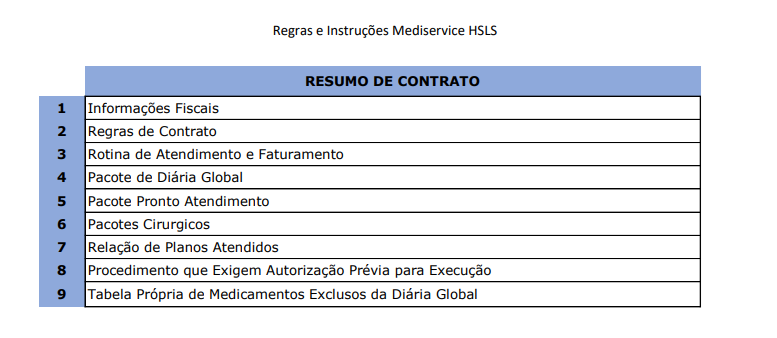 Regras e Instruções Mediservice HSLS
RESUMO DE CONTRATO
1 Informações Fiscais
2 Regras de Contrato
3 Rotina de Atendimento e Faturamento
4 Pacote de Diária Global
5 Pacote Pronto Atendimento
6 Pacotes Cirurgicos
7 Relação de Planos Atendidos
8 Procedimento que Exigem Autorização Prévia para Execução
9 Tabela Própria de Medicamentos Exclusos da Diária Global